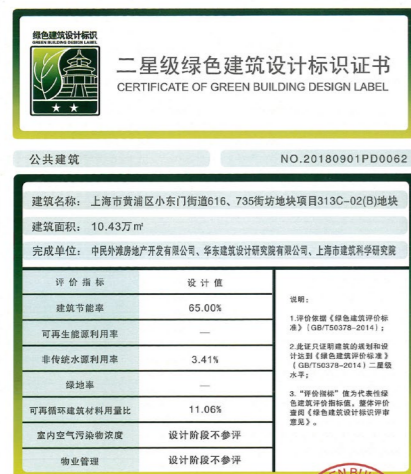 绿色建筑设计标识
GREEN BUILDING DESIGN LABEL
二星级绿色建筑设计标识证书
CERTIFICATE OF GREEN BUILDING DESIGN LABEL
公共建筑 NO.20180901PD0062
建筑名称： 上海市黄浦区小东门街道616、735街坊地块项目313C-02(B)地块
建筑面积： 10.43万㎡
完成单位： 中民外滩房地产开发有限公司、华东建筑设计研究院有限公司、上海市建筑科学研究院
评价指标 设计值
建筑节能率 65.00%
可再生能源利用率 —
非传统水源利用率 3.41%
绿地率 —
可再循环建筑材料用量比 11.06%
室内空气污染物浓度 设计阶段不参评
物业管理 设计阶段不参评
说明：
1.评价依据《绿色建筑评价标
准》（GB/T50378-2014）；
2.此证只证明建筑的规划和设
计达到《绿色建筑评价标准》
（GB/T50378-2014）二星级
水平；
3.“评价指标”值为代表性绿
色建筑评价指标值。整体评价
查阅《绿色建筑设计标识评审
意见》。